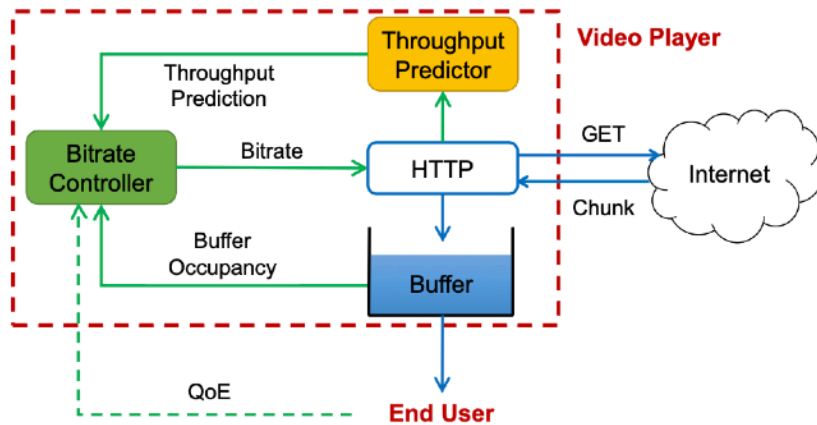 Throughput
Predictor
Video Player
Throughput
Prediction
Bitrate
Controller
Bitrate
HTTP
GET
Internet
Chunk
Buffer
Occupancy
Buffer
QoE
End User